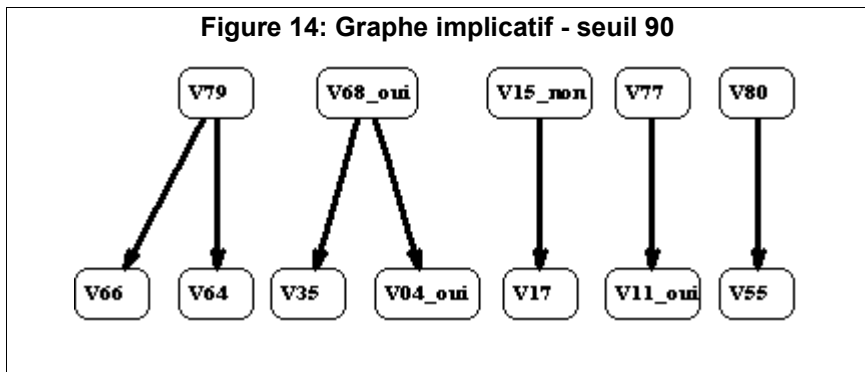 Figure 14: Graphe implicatif - seuil 90
V79 V68_oui V15_non V77 V80
V66 V64 V35 V04_oui V17 V11_oui V55